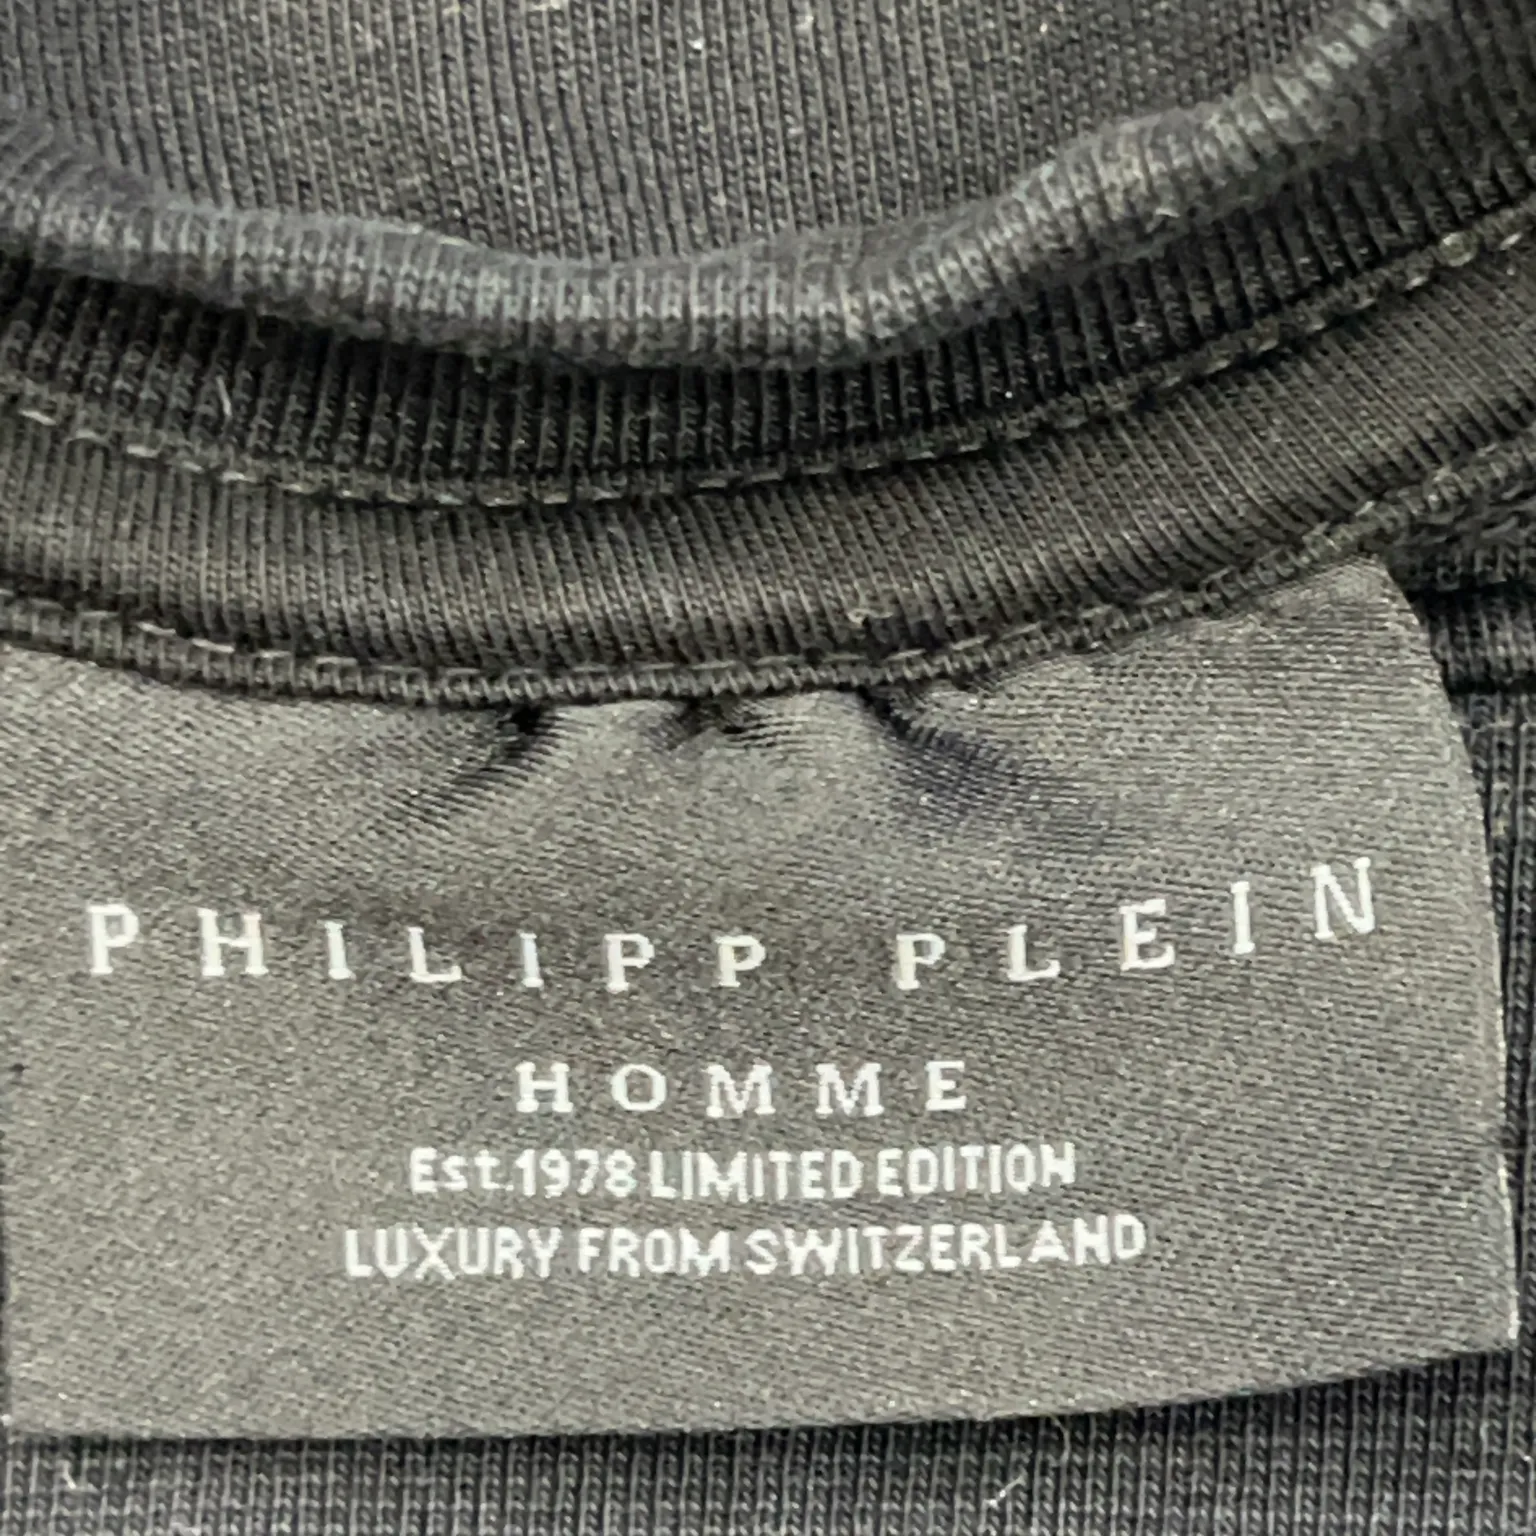 PHILIPP PLEIN
HOMME
Est.1978 LIMITED EDITION
LUXURY FROM SWITZERLAND